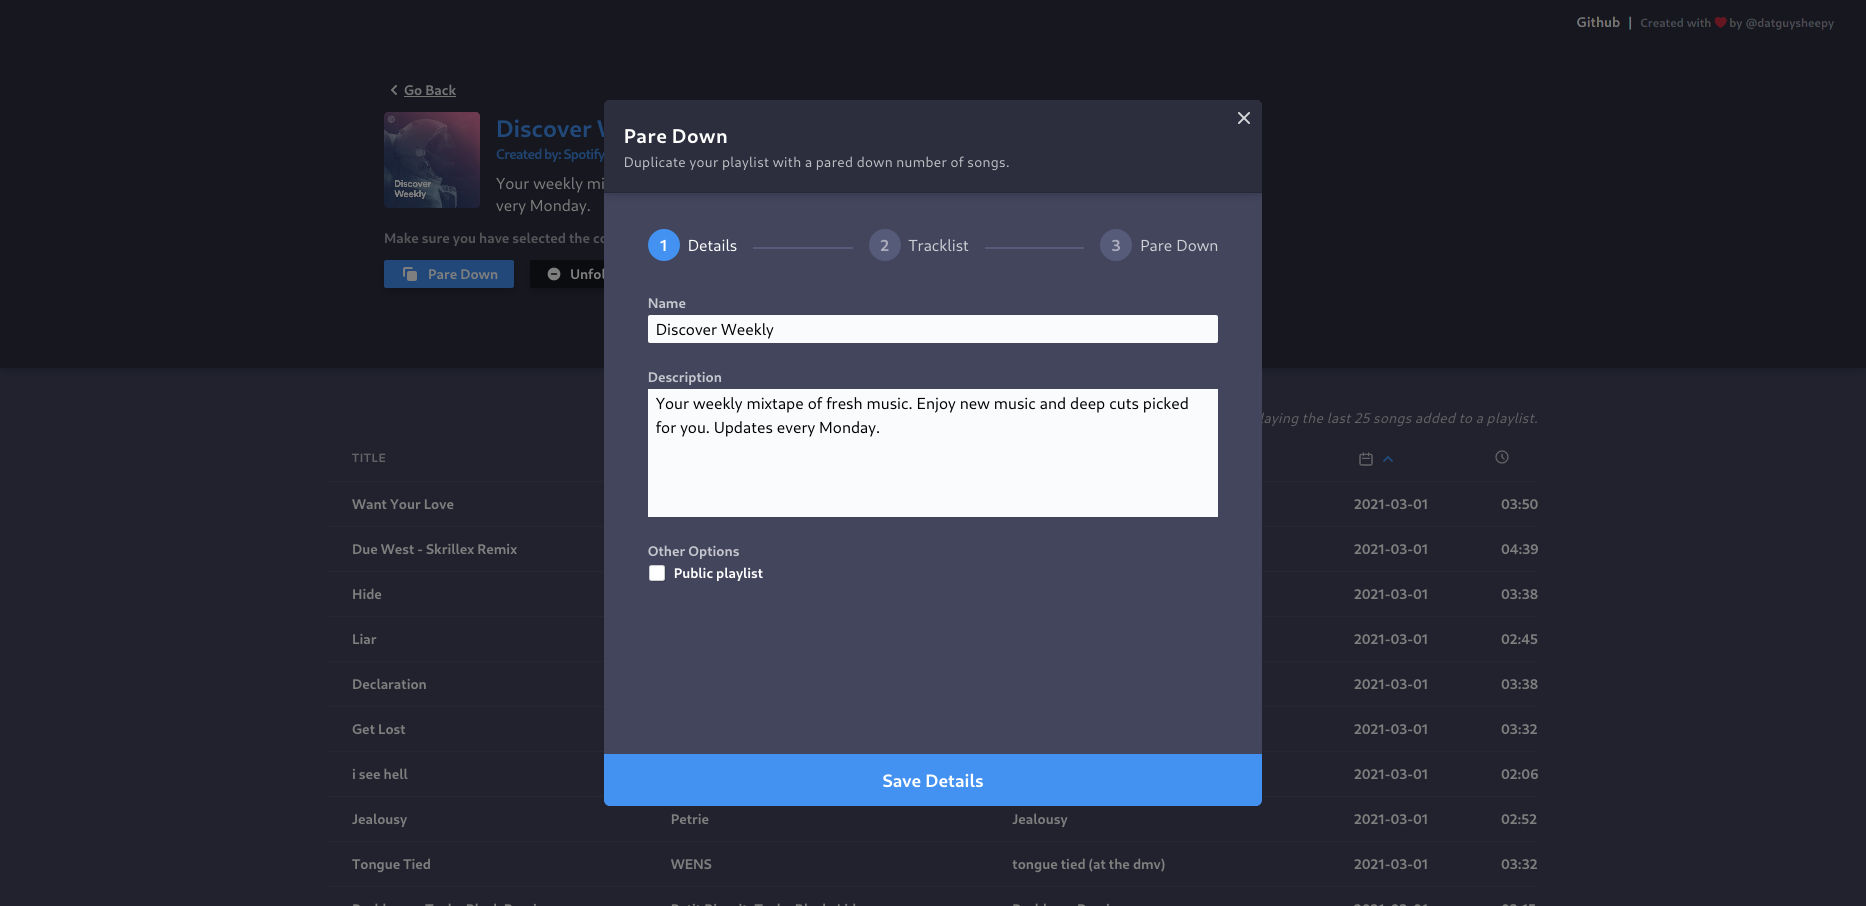 Github | Created with ❤ by @datguysheepy
Go Back
Discover Weekly
Discover
Created by: Spotify
Your weekly mi
very Monday.
Make sure you have selected the
Pare Down
Unfol
Pare Down
Duplicate your playlist with a pared down number of songs.
1 Details
2 Tracklist
3 Pare Down
Name
Discover Weekly
Description
Your weekly mixtape of fresh music. Enjoy new music and deep cuts picked
for you. Updates every Monday.
Other Options
Public playlist
Save Details
laying the last 25 songs added to a playlist.
TITLE
Want Your Love 2021-03-01 03:50
Due West - Skrillex Remix 2021-03-01 04:39
Hide 2021-03-01 03:38
Liar 2021-03-01 02:45
Declaration 2021-03-01 03:38
Get Lost 2021-03-01 03:32
i see hell 2021-03-01 02:06
Jealousy Petrie Jealousy 2021-03-01 02:52
Tongue Tied WENS tongue tied (at the dmv) 2021-03-01 03:32